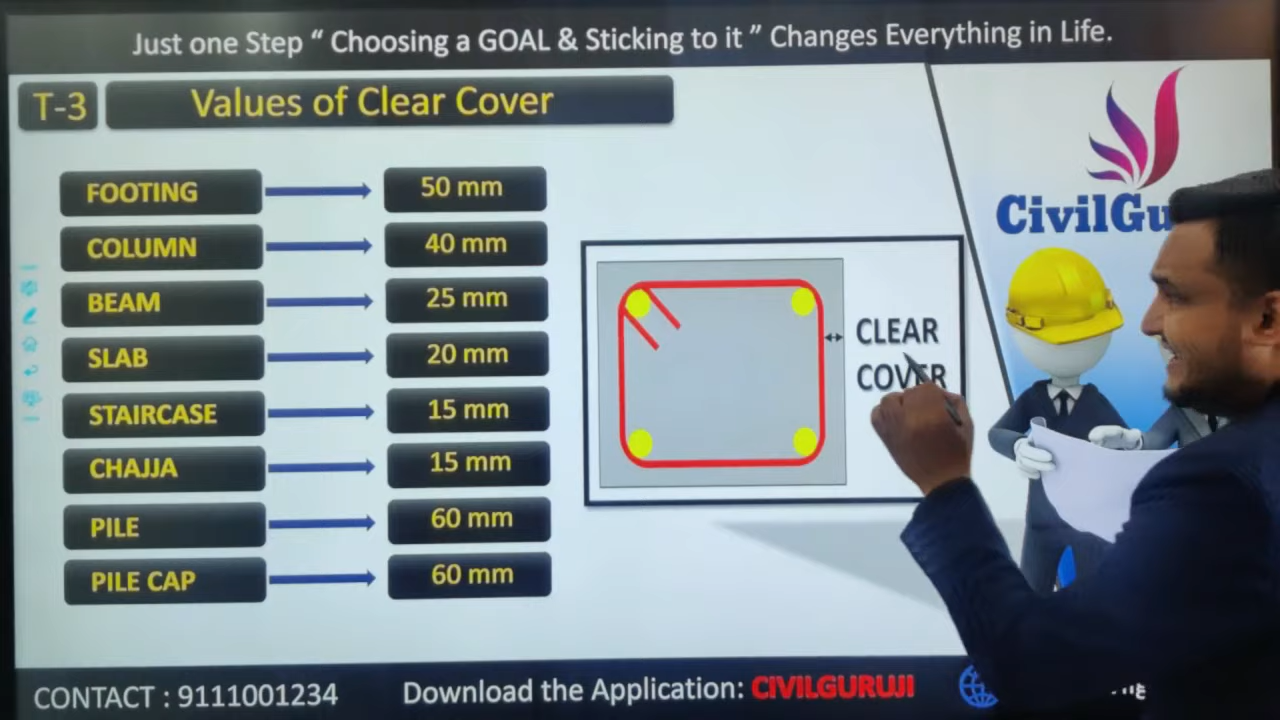 Just one Step “ Choosing a GOAL & Sticking to it ” Changes Everything in Life.
T-3 Values of Clear Cover
FOOTING 50 mm
COLUMN 40 mm
BEAM 25 mm
SLAB 20 mm
STAIRCASE 15 mm
CHAJJA 15 mm
PILE 60 mm
PILE CAP 60 mm
CLEAR
COVER
CivilGu
CONTACT : 9111001234 Download the Application: CIVILGURUJI